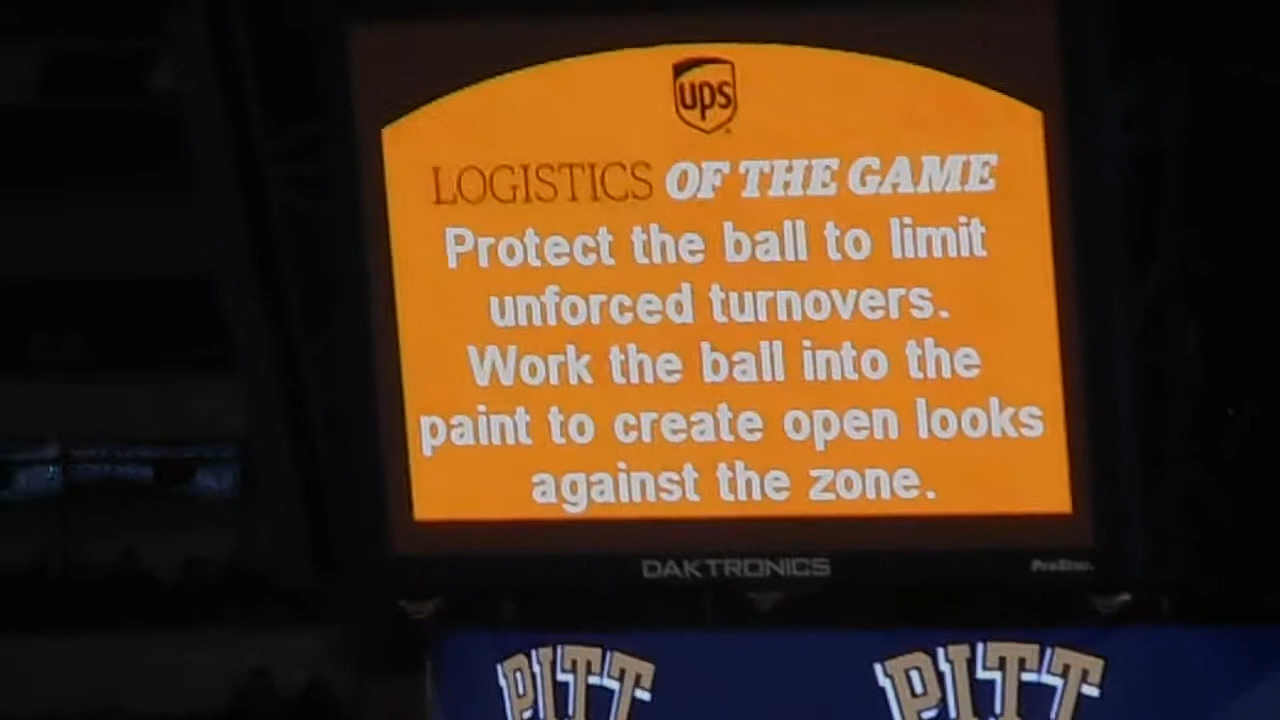 ups
LOGISTICS OF THE GAME
Protect the ball to limit
unforced turnovers.
Work the ball into the
paint to create open looks
against the zone.
DAKTRONICS
ProStar
PITT PITT